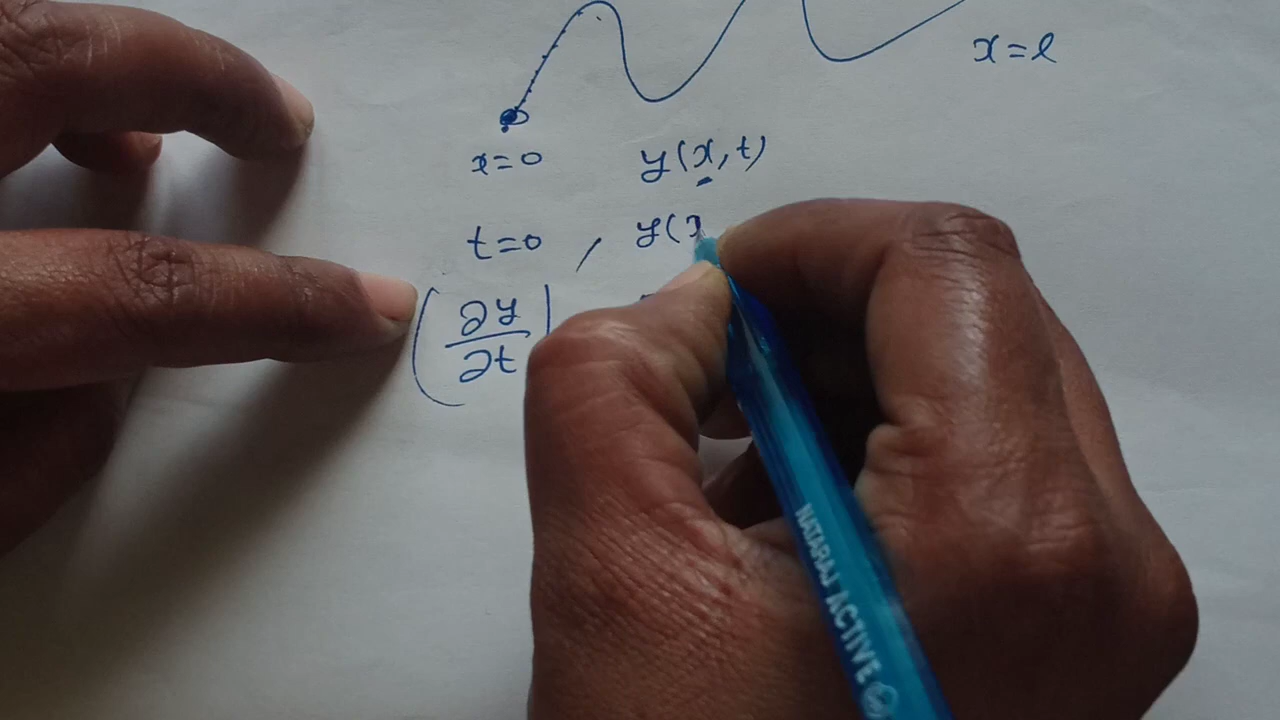 x=l
x=0 y(x,t)
t=0 , y(x
(∂y/∂t|
NATARAJ ACTIVE